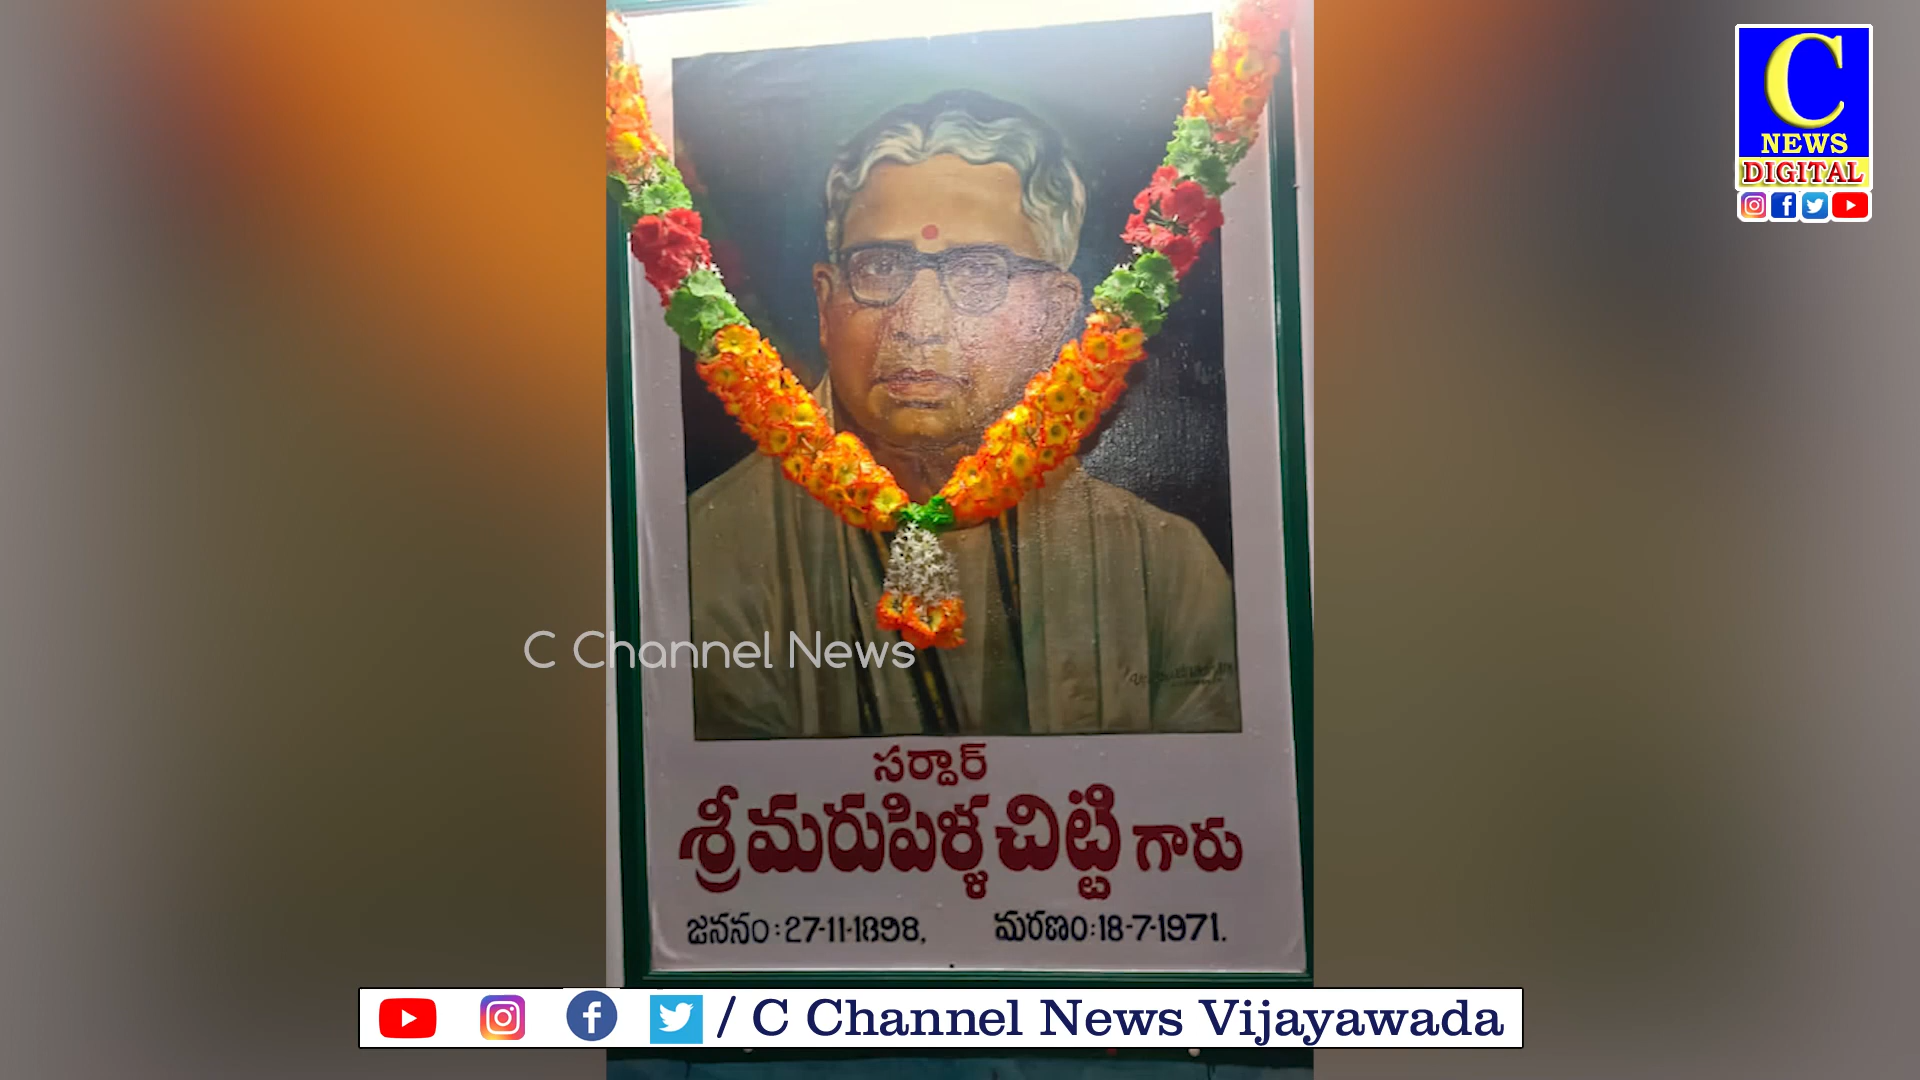 C
NEWS
DIGITAL
C Channel News
సర్దార్
శ్రీ మరుపిళ్ళ చిట్టి గారు
జననం : 27-11-1898, మరణం : 18-7-1971.
/ C Channel News Vijayawada